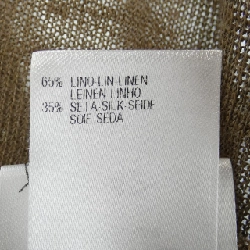 65% LINO-LIN-LINEN
LEINEN LINHO
35% SETA-SILK-SEIDE
SOIE SEDA